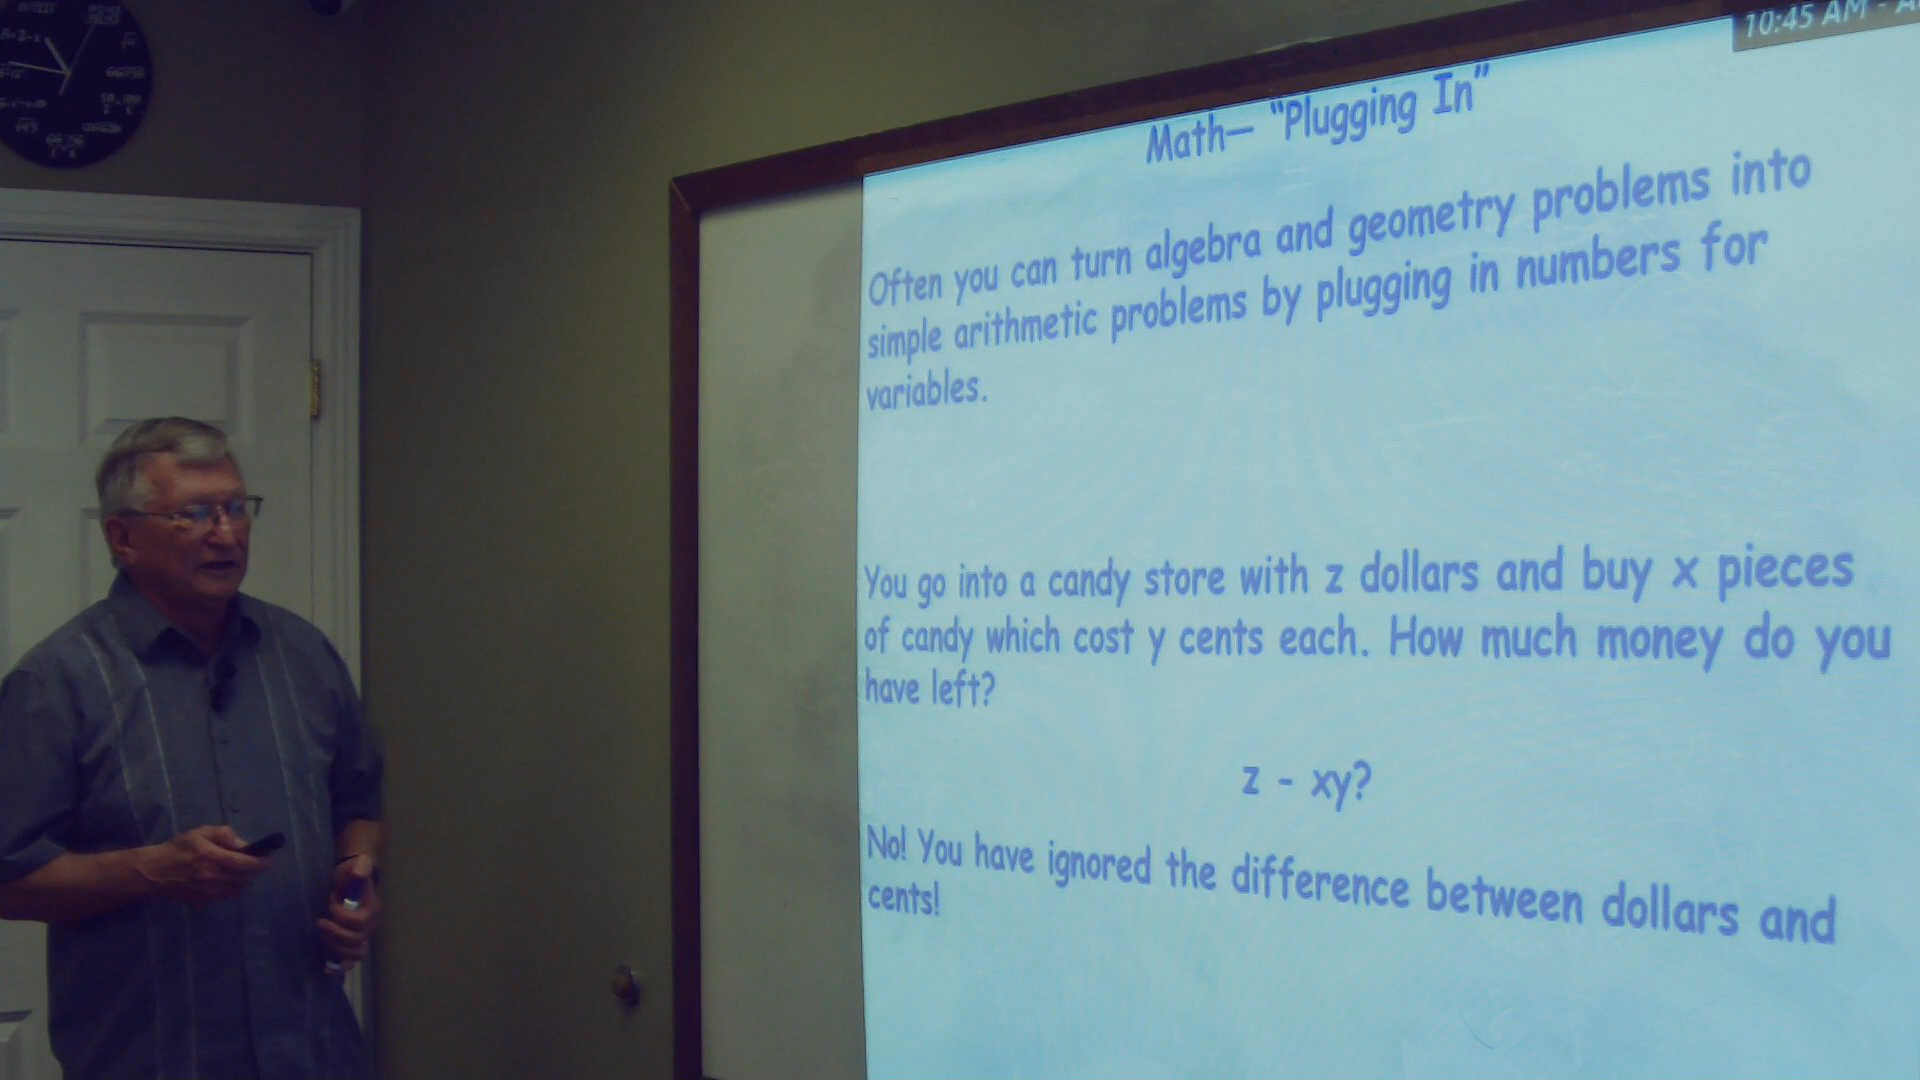 10:45 AM -
Math— "Plugging In"
Often you can turn algebra and geometry problems into
simple arithmetic problems by plugging in numbers for
variables.
You go into a candy store with z dollars and buy x pieces
of candy which cost y cents each. How much money do you
have left?
z - xy?
No! You have ignored the difference between dollars and
cents!